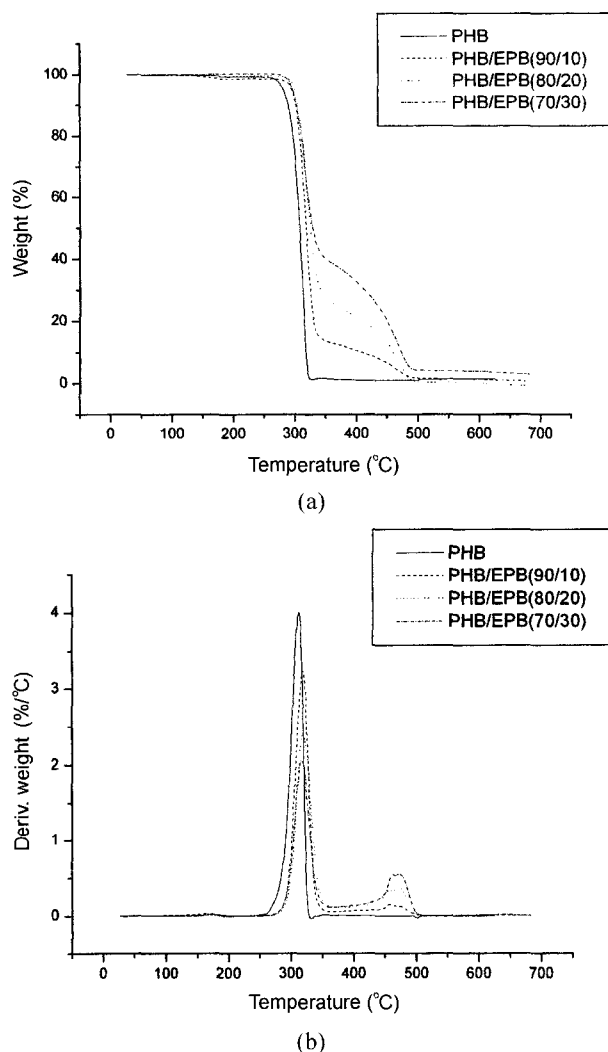 PHB
PHB/EPB(90/10)
PHB/EPB(80/20)
PHB/EPB(70/30)
100
80
60
40
20
0
Weight (%)
0 100 200 300 400 500 600 700
Temperature (°C)
(a)
PHB
PHB/EPB(90/10)
PHB/EPB(80/20)
PHB/EPB(70/30)
4
3
2
1
0
Deriv. weight (%/°C)
0 100 200 300 400 500 600 700
Temperature (°C)
(b)